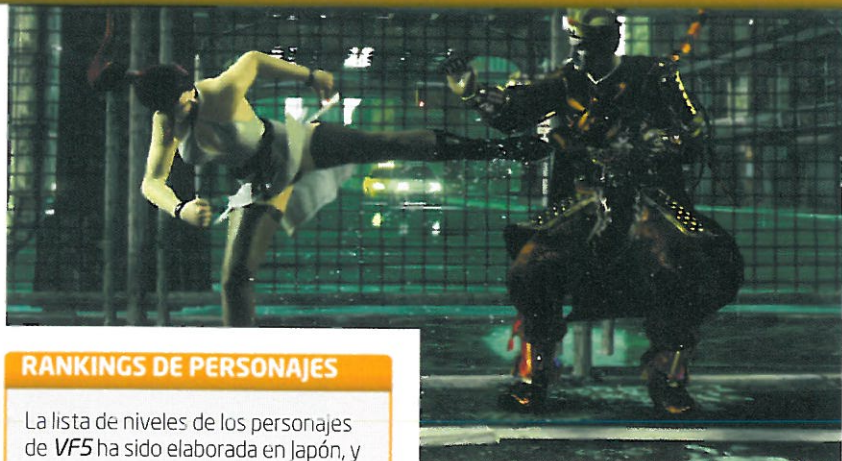 RANKINGS DE PERSONAJES
La lista de niveles de los personajes
de VF5 ha sido elaborada en Japón, y